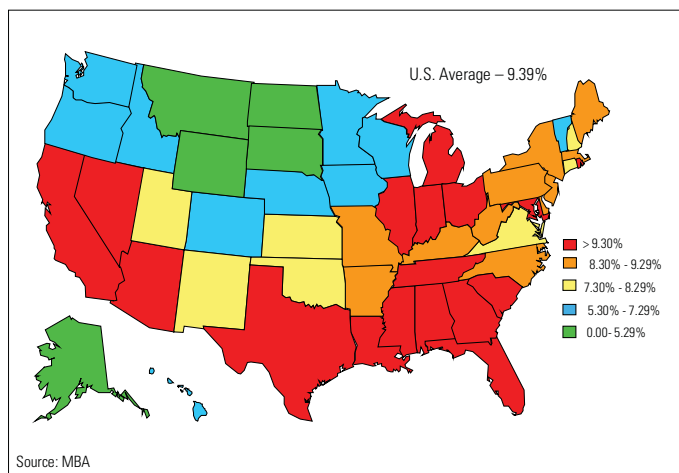 U.S. Average – 9.39%
> 9.30%
8.30% - 9.29%
7.30% - 8.29%
5.30% - 7.29%
0.00- 5.29%
Source: MBA